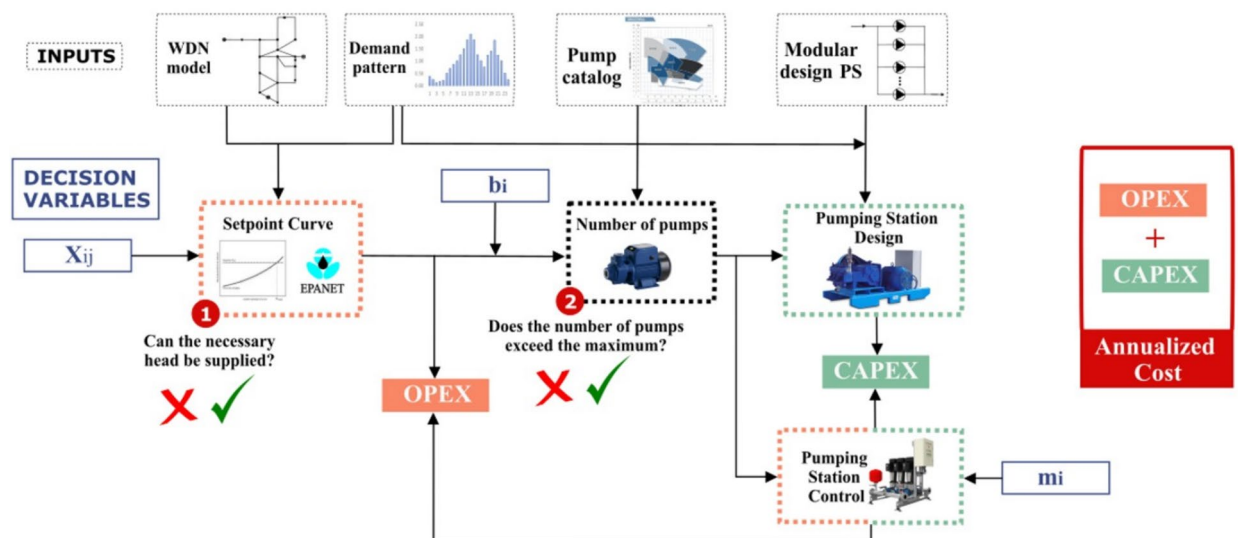 INPUTS
WDN
model
Demand
pattern
Pump
catalog
Modular
design PS
DECISION
VARIABLES
Xij
bi
Setpoint Curve
EPANET
1
Can the necessary
head be supplied?
Number of pumps
2
Does the number of pumps
exceed the maximum?
Pumping Station
Design
OPEX
CAPEX
Pumping
Station
Control
mi
OPEX
+
CAPEX
Annualized
Cost